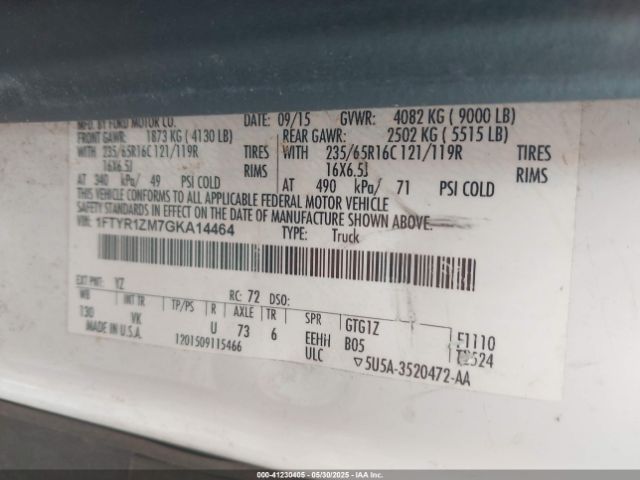 MFD. BY FORD MOTOR CO. DATE: 09/15 GVWR: 4082 KG ( 9000 LB)
FRONT GAWR: 1873 KG ( 4130 LB) REAR GAWR: 2502 KG ( 5515 LB)
WITH 235/65R16C 121/119R TIRES WITH 235/65R16C 121/119R TIRES
16X6.5J RIMS 16X6.5J RIMS
AT 340 kPa/ 49 PSI COLD AT 490 kPa/ 71 PSI COLD
THIS VEHICLE CONFORMS TO ALL APPLICABLE FEDERAL MOTOR VEHICLE
SAFETY STANDARDS IN EFFECT ON THE DATE OF MANUFACTURE SHOWN ABOVE.
VIN: 1FTYR1ZM7GKA14464
TYPE: Truck
EXT PNT: YZ RC: 72 DSO:
WB INT TR TP/PS R AXLE TR SPR GTG1Z F1110
130 VK U 73 6 EEHH B05
MADE IN U.S.A. 1201509115466 ULC ▽5U5A-3520472-AA
000-41230405 - 05/30/2025 - IAA, Inc.